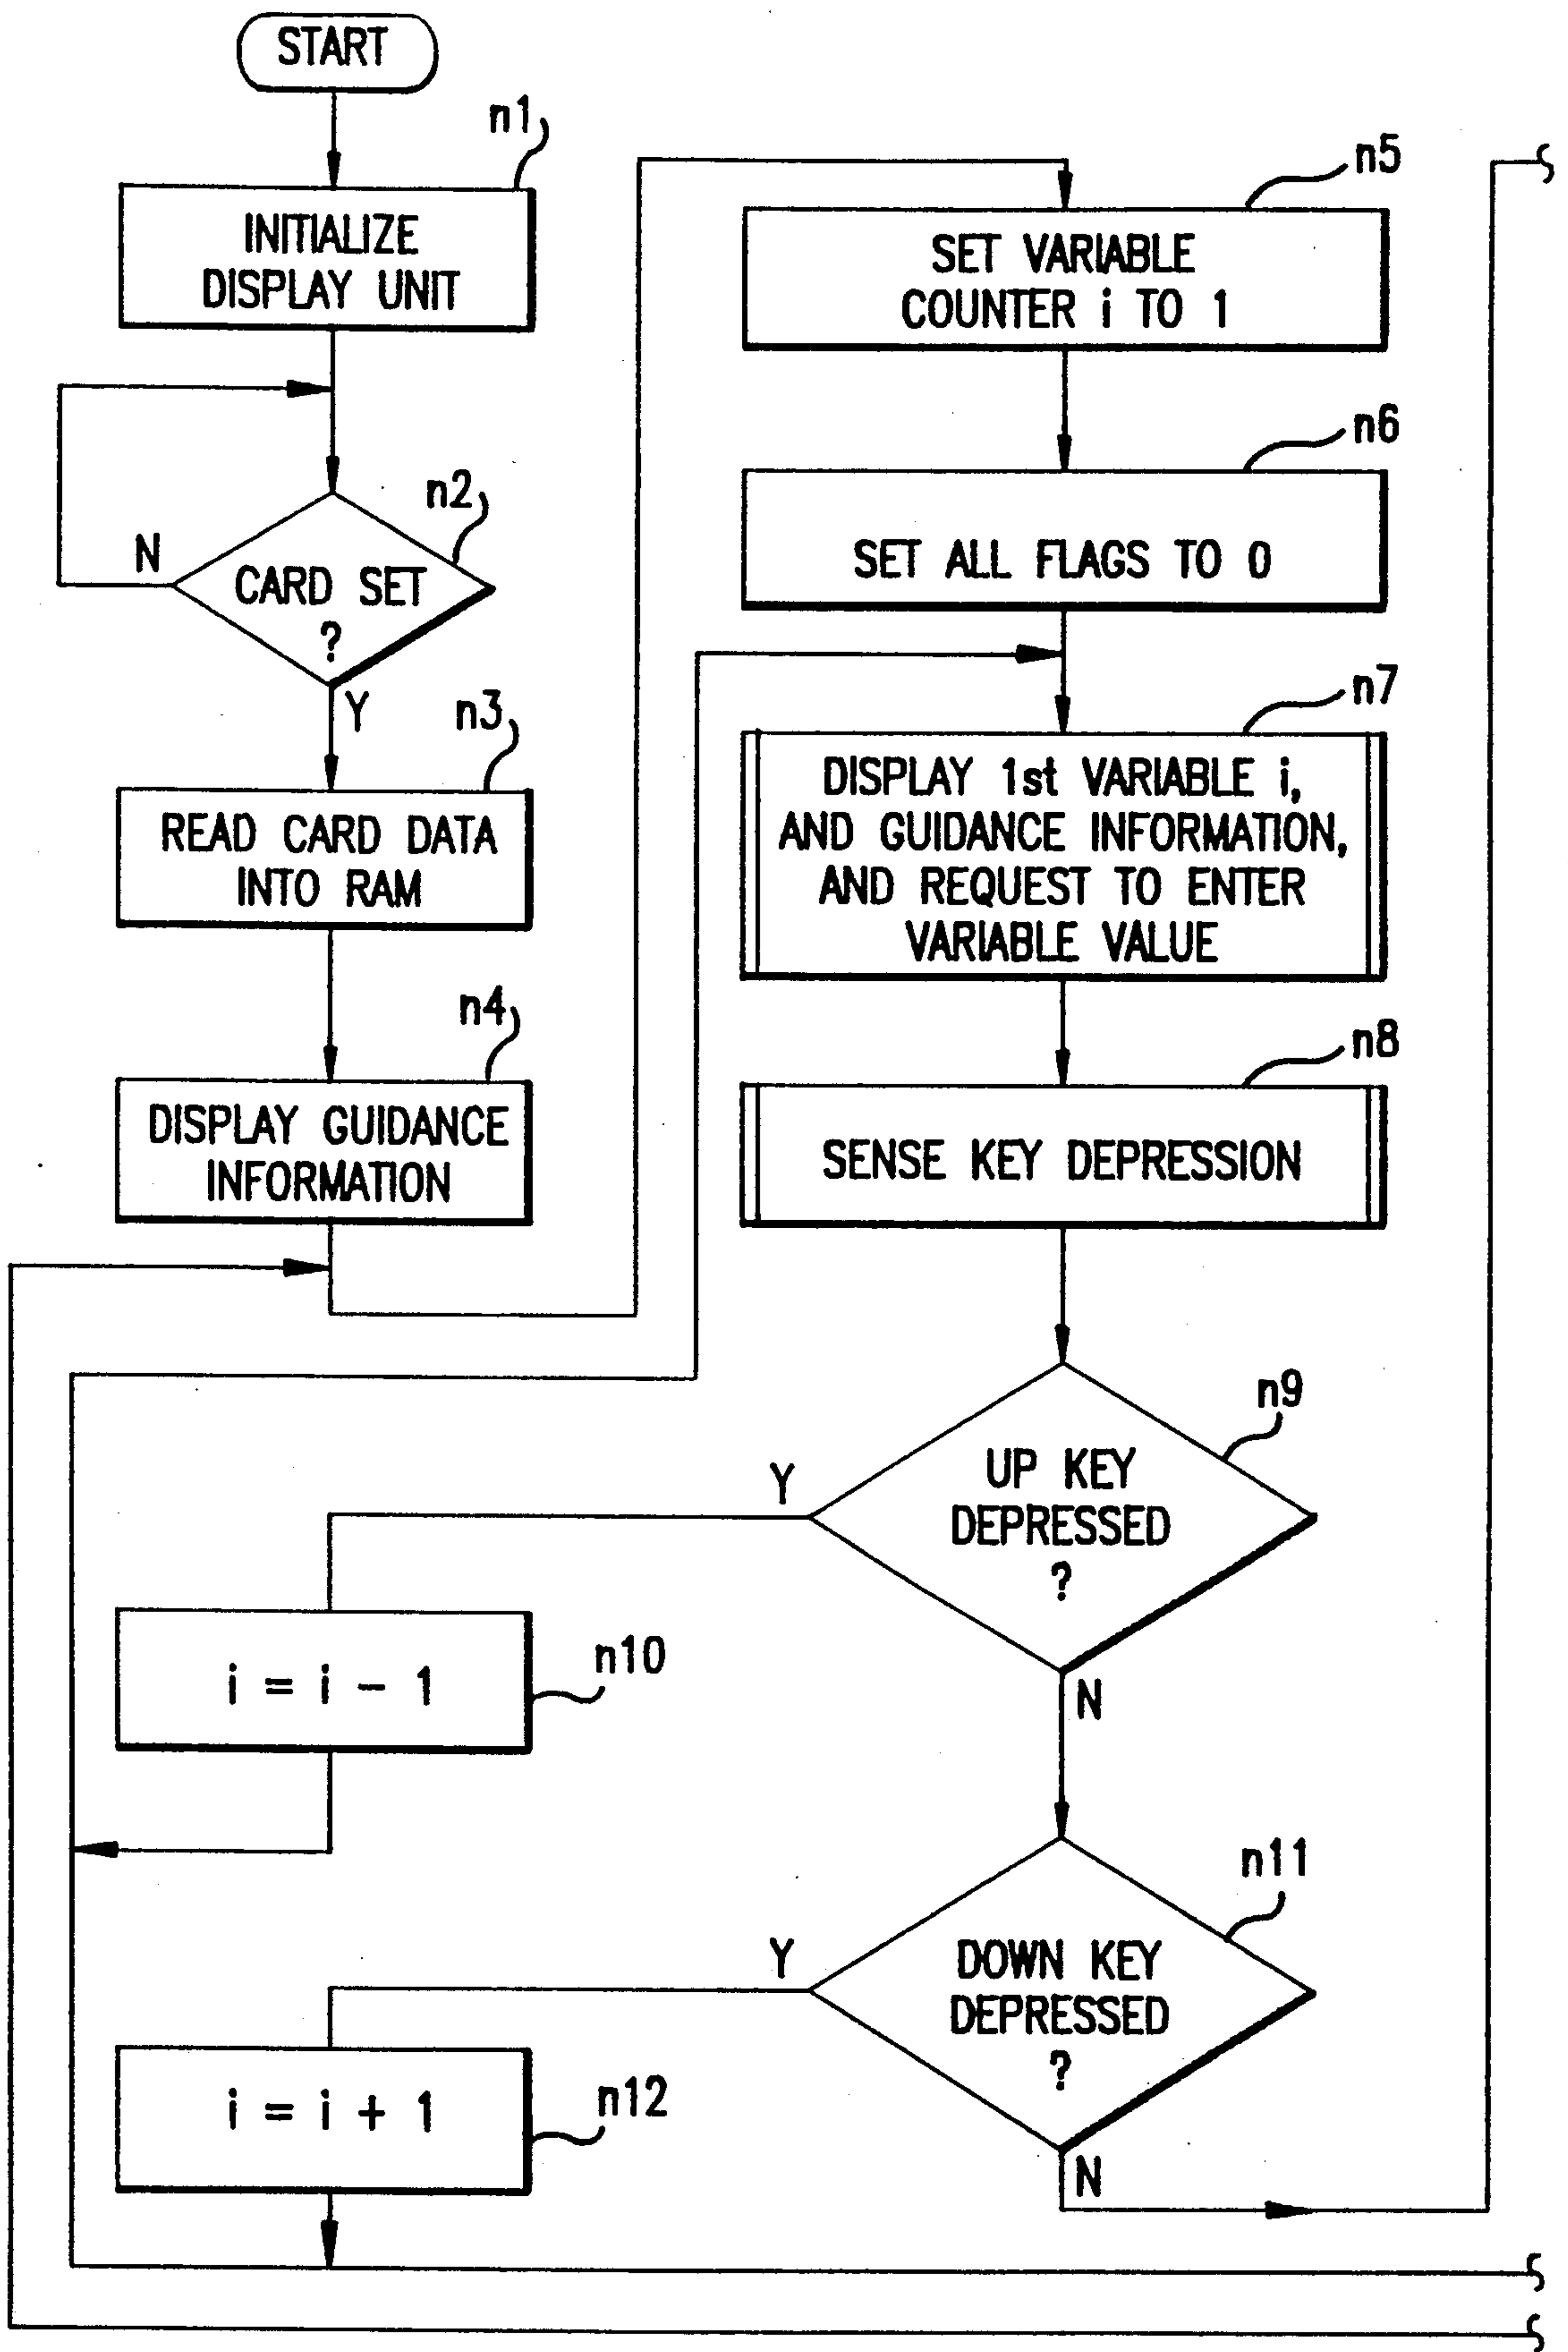 START
n1
INITIALIZE
DISPLAY UNIT
n2
N
CARD SET
?
Y
n3
READ CARD DATA
INTO RAM
n4
DISPLAY GUIDANCE
INFORMATION
n5
SET VARIABLE
COUNTER i TO 1
n6
SET ALL FLAGS TO 0
n7
DISPLAY 1st VARIABLE i,
AND GUIDANCE INFORMATION,
AND REQUEST TO ENTER
VARIABLE VALUE
n8
SENSE KEY DEPRESSION
n9
Y
UP KEY
DEPRESSED
?
N
n10
i = i - 1
n11
Y
DOWN KEY
DEPRESSED
?
N
n12
i = i + 1